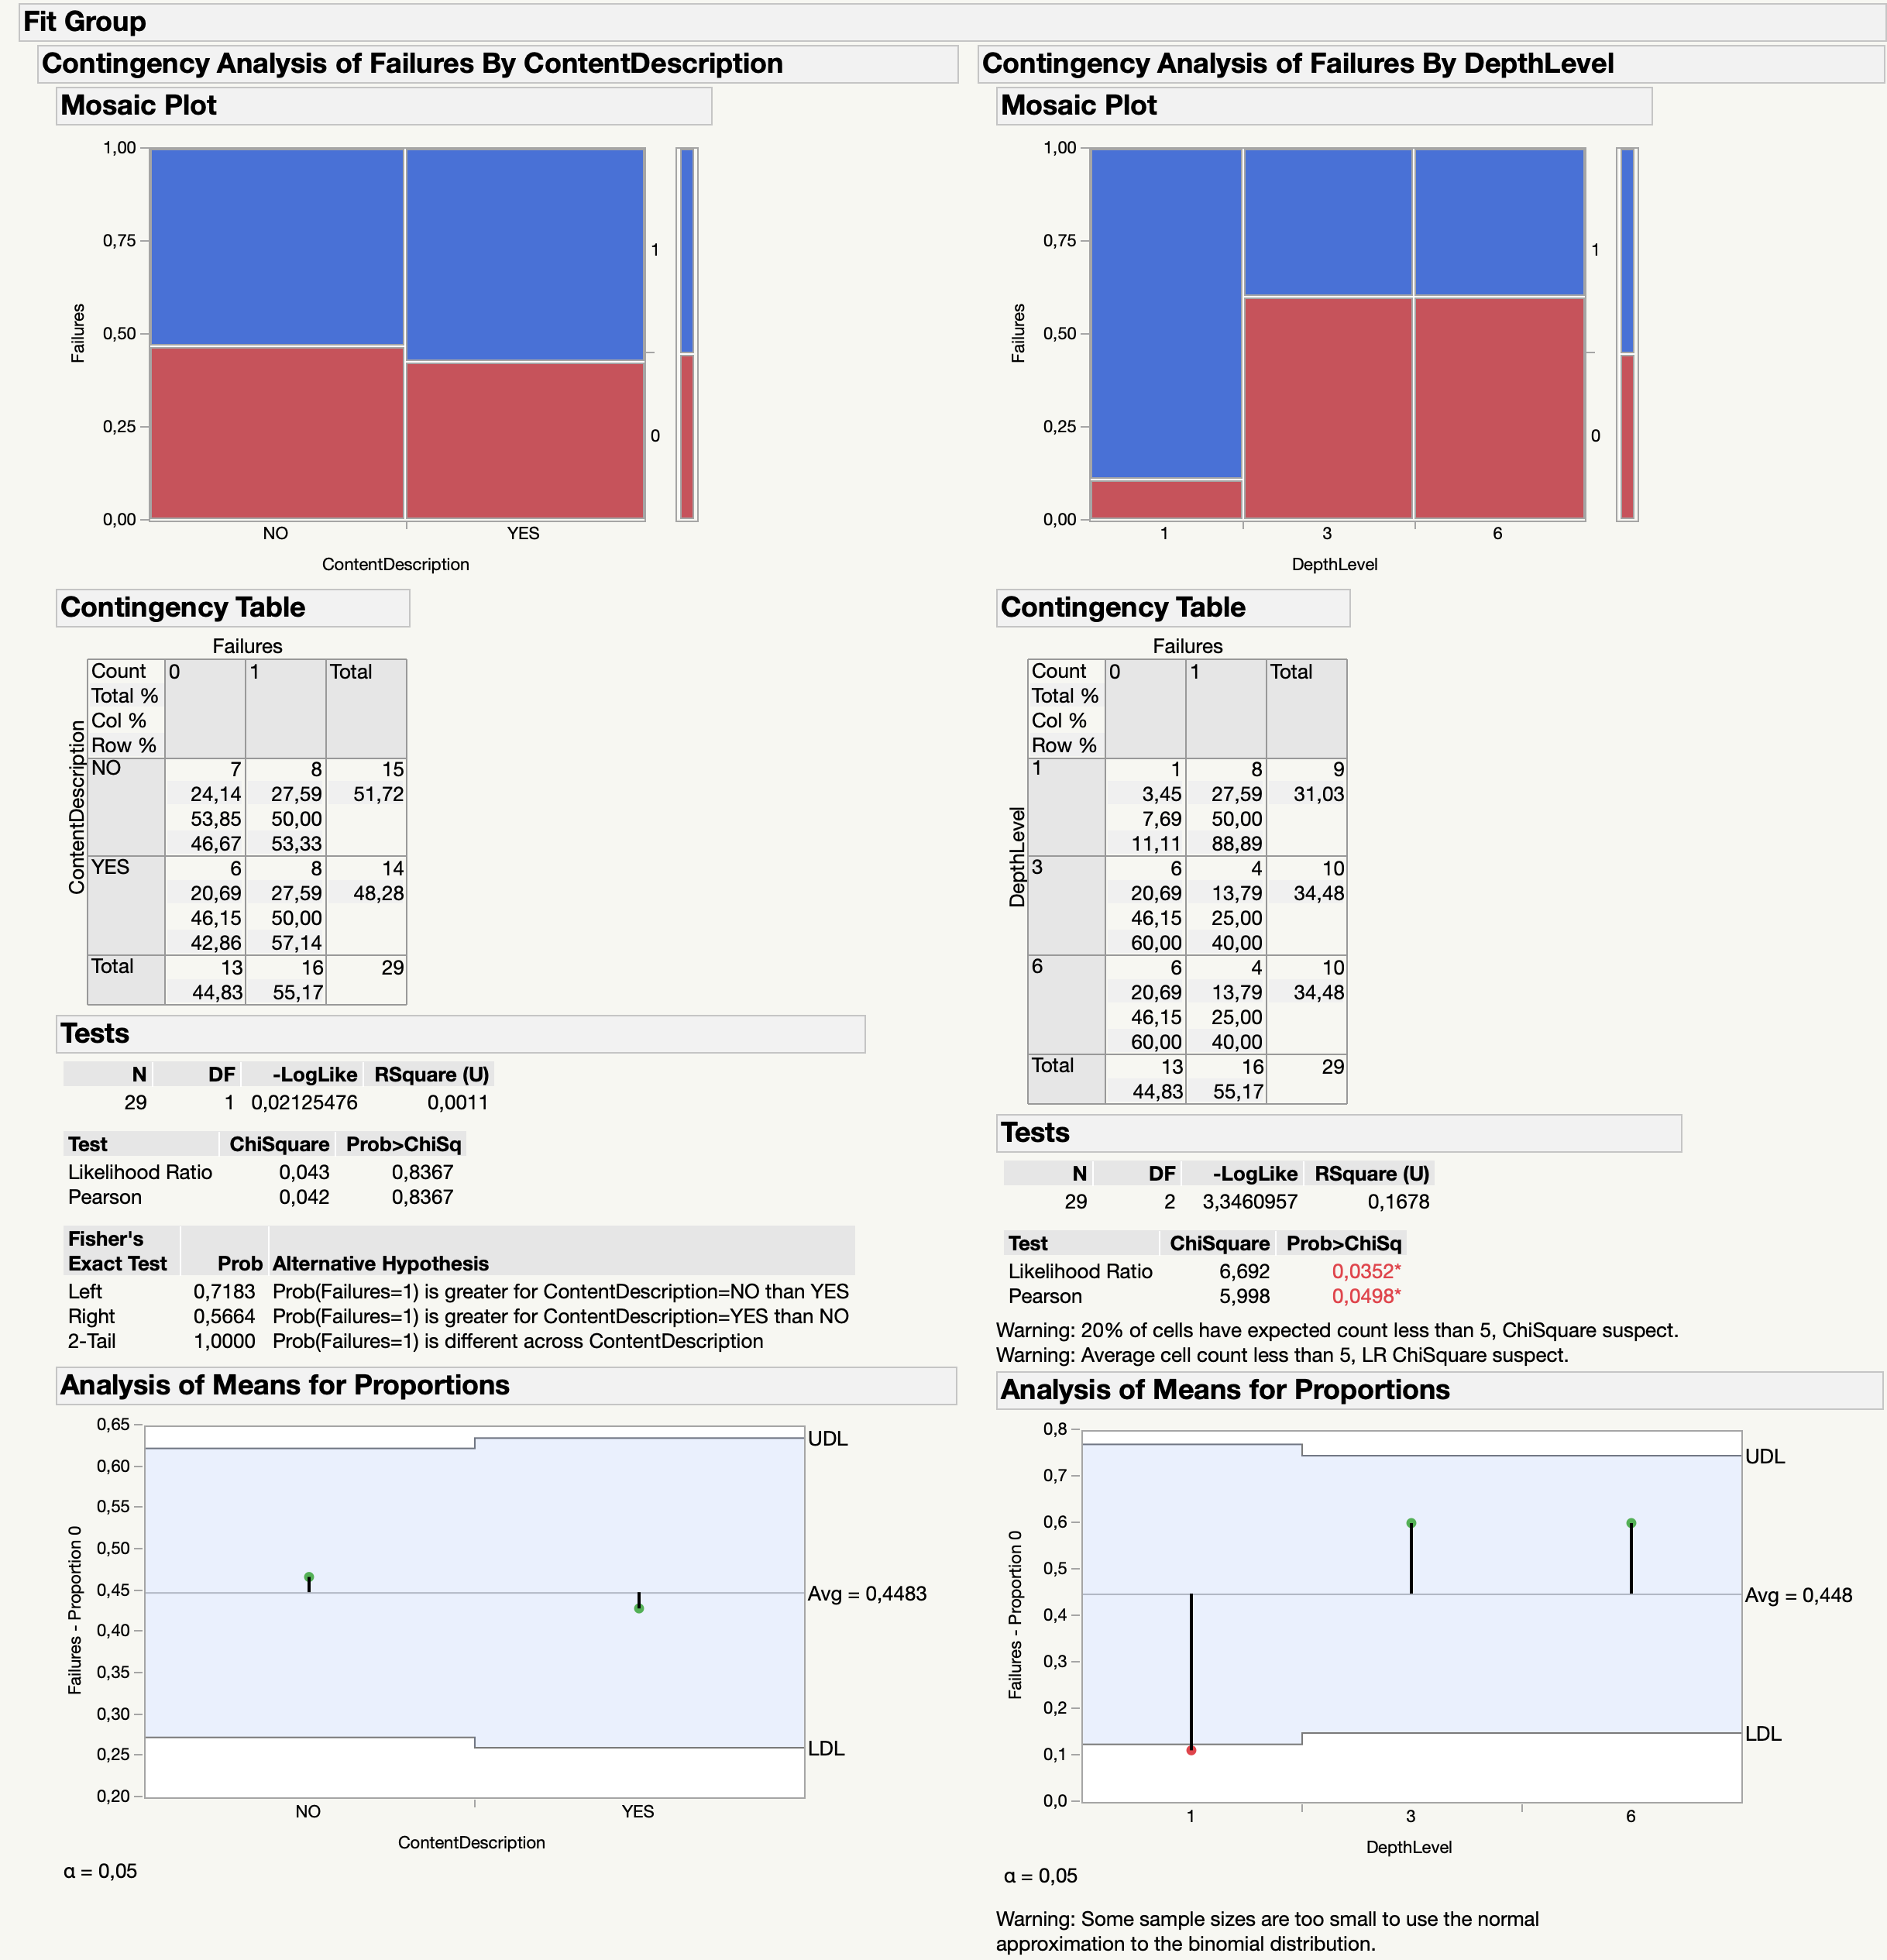 Fit Group
Contingency Analysis of Failures By ContentDescription
Mosaic Plot
1,00
0,75
0,50
0,25
0,00
Failures
1
0
NO YES
ContentDescription
Contingency Table
Failures
ContentDescription
Count 0 1 Total
Total %
Col %
Row %
NO 7 8 15
24,14 27,59 51,72
53,85 50,00
46,67 53,33
YES 6 8 14
20,69 27,59 48,28
46,15 50,00
42,86 57,14
Total 13 16 29
44,83 55,17
Tests
N DF -LogLike RSquare (U)
29 1 0,02125476 0,0011
Test ChiSquare Prob>ChiSq
Likelihood Ratio 0,043 0,8367
Pearson 0,042 0,8367
Fisher's
Exact Test Prob Alternative Hypothesis
Left 0,7183 Prob(Failures=1) is greater for ContentDescription=NO than YES
Right 0,5664 Prob(Failures=1) is greater for ContentDescription=YES than NO
2-Tail 1,0000 Prob(Failures=1) is different across ContentDescription
Analysis of Means for Proportions
0,65
0,60
0,55
0,50
0,45
0,40
0,35
0,30
0,25
0,20
Failures - Proportion 0
UDL
Avg = 0,4483
LDL
NO YES
ContentDescription
α = 0,05
Contingency Analysis of Failures By DepthLevel
Mosaic Plot
1,00
0,75
0,50
0,25
0,00
Failures
1
0
1 3 6
DepthLevel
Contingency Table
Failures
DepthLevel
Count 0 1 Total
Total %
Col %
Row %
1 1 8 9
3,45 27,59 31,03
7,69 50,00
11,11 88,89
3 6 4 10
20,69 13,79 34,48
46,15 25,00
60,00 40,00
6 6 4 10
20,69 13,79 34,48
46,15 25,00
60,00 40,00
Total 13 16 29
44,83 55,17
Tests
N DF -LogLike RSquare (U)
29 2 3,3460957 0,1678
Test ChiSquare Prob>ChiSq
Likelihood Ratio 6,692 0,0352*
Pearson 5,998 0,0498*
Warning: 20% of cells have expected count less than 5, ChiSquare suspect.
Warning: Average cell count less than 5, LR ChiSquare suspect.
Analysis of Means for Proportions
0,8
0,7
0,6
0,5
0,4
0,3
0,2
0,1
0,0
Failures - Proportion 0
UDL
Avg = 0,448
LDL
1 3 6
DepthLevel
α = 0,05
Warning: Some sample sizes are too small to use the normal
approximation to the binomial distribution.